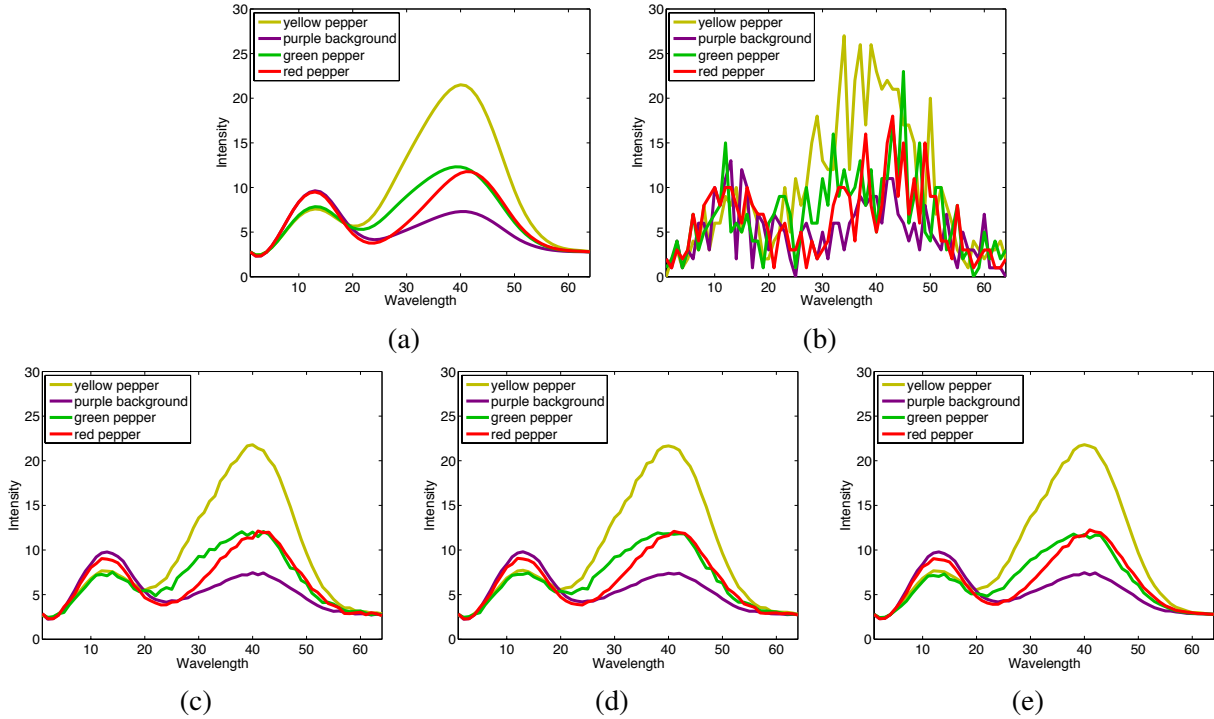 30
25
20
15
10
5
0
Intensity
yellow pepper
purple background
green pepper
red pepper
10 20 30 40 50 60
Wavelength
(a)
30
25
20
15
10
5
0
Intensity
yellow pepper
purple background
green pepper
red pepper
10 20 30 40 50 60
Wavelength
(b)
30
25
20
15
10
5
0
Intensity
yellow pepper
purple background
green pepper
red pepper
10 20 30 40 50 60
Wavelength
(c)
30
25
20
15
10
5
0
Intensity
yellow pepper
purple background
green pepper
red pepper
10 20 30 40 50 60
Wavelength
(d)
30
25
20
15
10
5
0
Intensity
yellow pepper
purple background
green pepper
red pepper
10 20 30 40 50 60
Wavelength
(e)